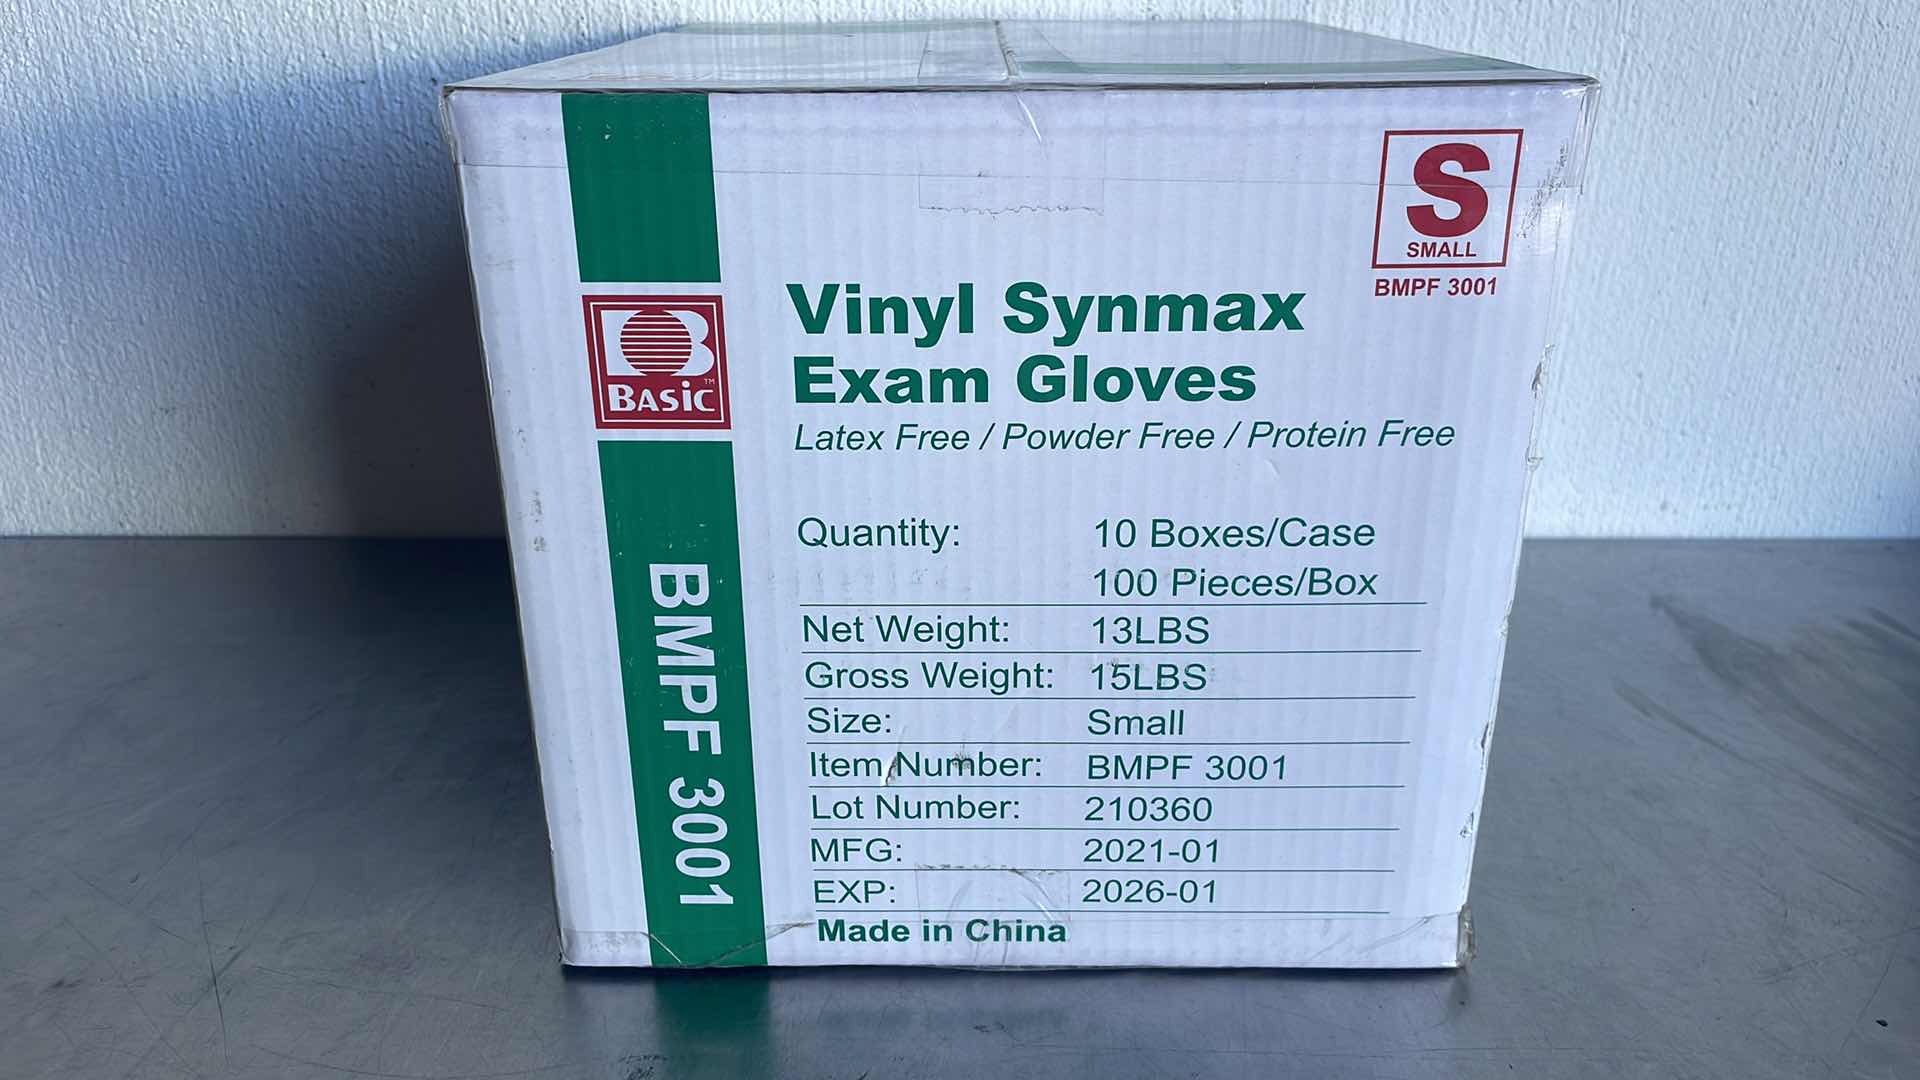 S
SMALL
BMPF 3001
B
BASiC™
Vinyl Synmax
Exam Gloves
Latex Free / Powder Free / Protein Free
Quantity: 10 Boxes/Case
100 Pieces/Box
Net Weight: 13LBS
Gross Weight: 15LBS
Size: Small
Item Number: BMPF 3001
Lot Number: 210360
MFG: 2021-01
EXP: 2026-01
Made in China
BMPF 3001